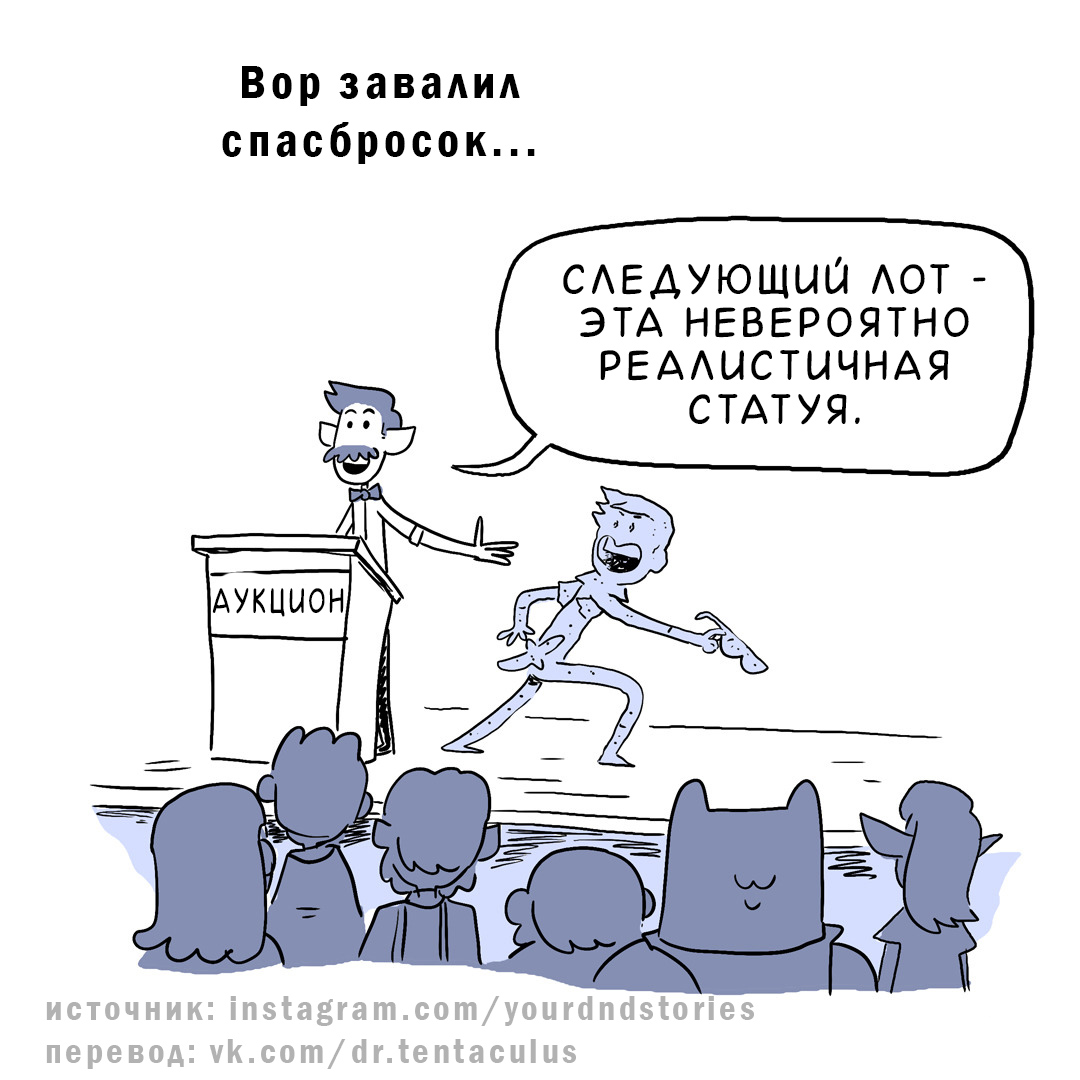 Вор завалил
спасбросок...
СЛЕДУЮЩИЙ ЛОТ -
ЭТА НЕВЕРОЯТНО
РЕАЛИСТИЧНАЯ
СТАТУЯ.
АУКЦИОН
источник: instagram.com/yourdndstories
перевод: vk.com/dr.tentaculus